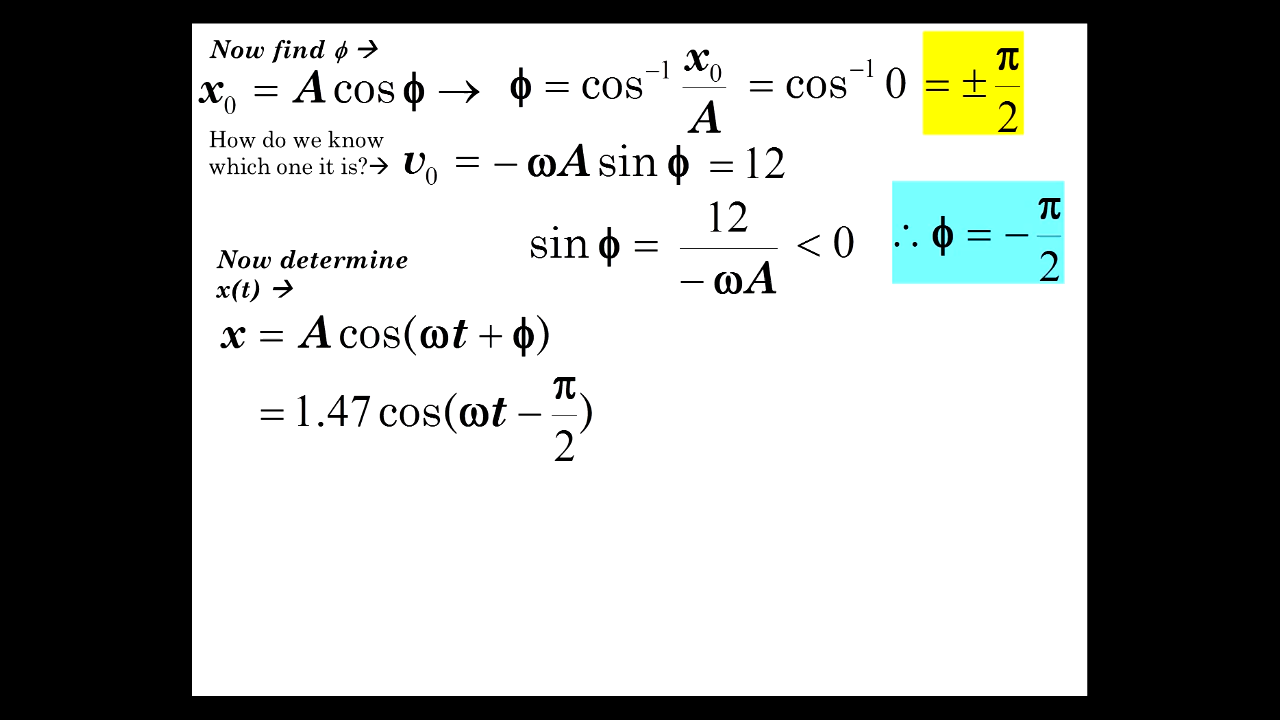 Now find ϕ →
x₀ = A cos ϕ → ϕ = cos⁻¹ x₀/A = cos⁻¹ 0 = ± π/2
How do we know
which one it is?→ v₀ = − ωA sin ϕ = 12
sin ϕ = 12/(− ωA) < 0 ∴ ϕ = − π/2
Now determine
x(t) →
x = A cos(ωt + ϕ)
= 1.47 cos(ωt − π/2)